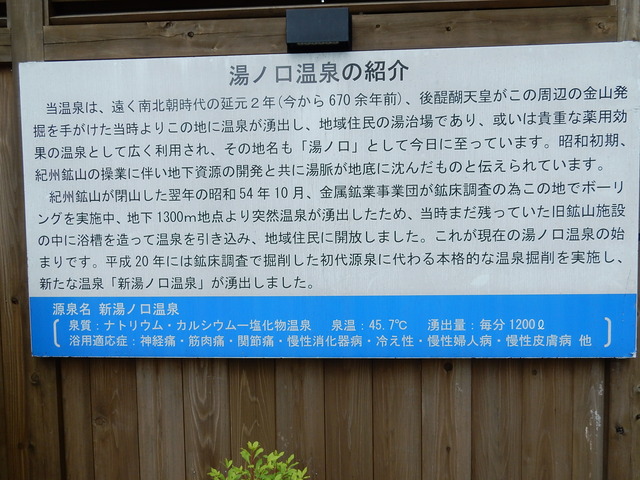 湯ノ口温泉の紹介
当温泉は、遠く南北朝時代の延元2年(今から670余年前)、後醍醐天皇がこの周辺の金山発
掘を手がけた当時よりこの地に温泉が湧出し、地域住民の湯治場であり、或いは貴重な薬用効
果の温泉として広く利用され、その地名も「湯ノ口」として今日に至っています。昭和初期、
紀州鉱山の操業に伴い地下資源の開発と共に湯脈が地底に沈んだものと伝えられています。
紀州鉱山が閉山した翌年の昭和54年10月、金属鉱業事業団が鉱床調査の為この地でボーリ
ングを実施中、地下1300m地点より突然温泉が湧出したため、当時まだ残っていた旧鉱山施設
の中に浴槽を造って温泉を引き込み、地域住民に開放しました。これが現在の湯ノ口温泉の始
まりです。平成20年には鉱床調査で掘削した初代源泉に代わる本格的な温泉掘削を実施し、
新たな温泉「新湯ノ口温泉」が湧出しました。
源泉名 新湯ノ口温泉
泉質：ナトリウム・カルシウム―塩化物温泉 泉温：45.7℃ 湧出量：毎分1200ℓ
浴用適応症：神経痛・筋肉痛・関節痛・慢性消化器病・冷え性・慢性婦人病・慢性皮膚病 他